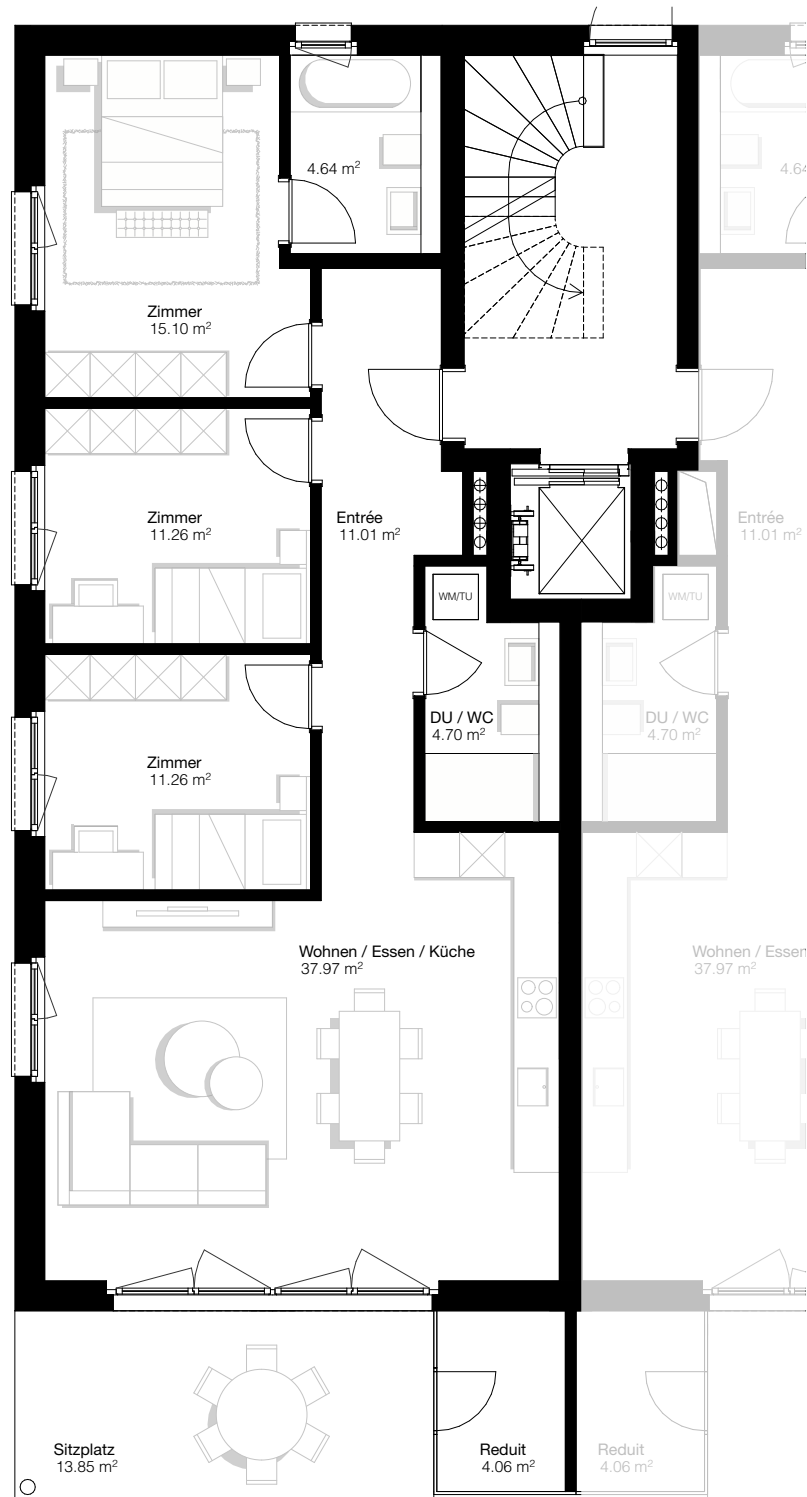 4.64 m²
4.64
Zimmer
15.10 m²
Zimmer
11.26 m²
Entrée
11.01 m²
Entrée
11.01 m²
WM/TU
WM/TU
DU / WC
4.70 m²
DU / WC
4.70 m²
Zimmer
11.26 m²
Wohnen / Essen / Küche
37.97 m²
Wohnen / Essen
37.97 m²
Sitzplatz
13.85 m²
Reduit
4.06 m²
Reduit
4.06 m²